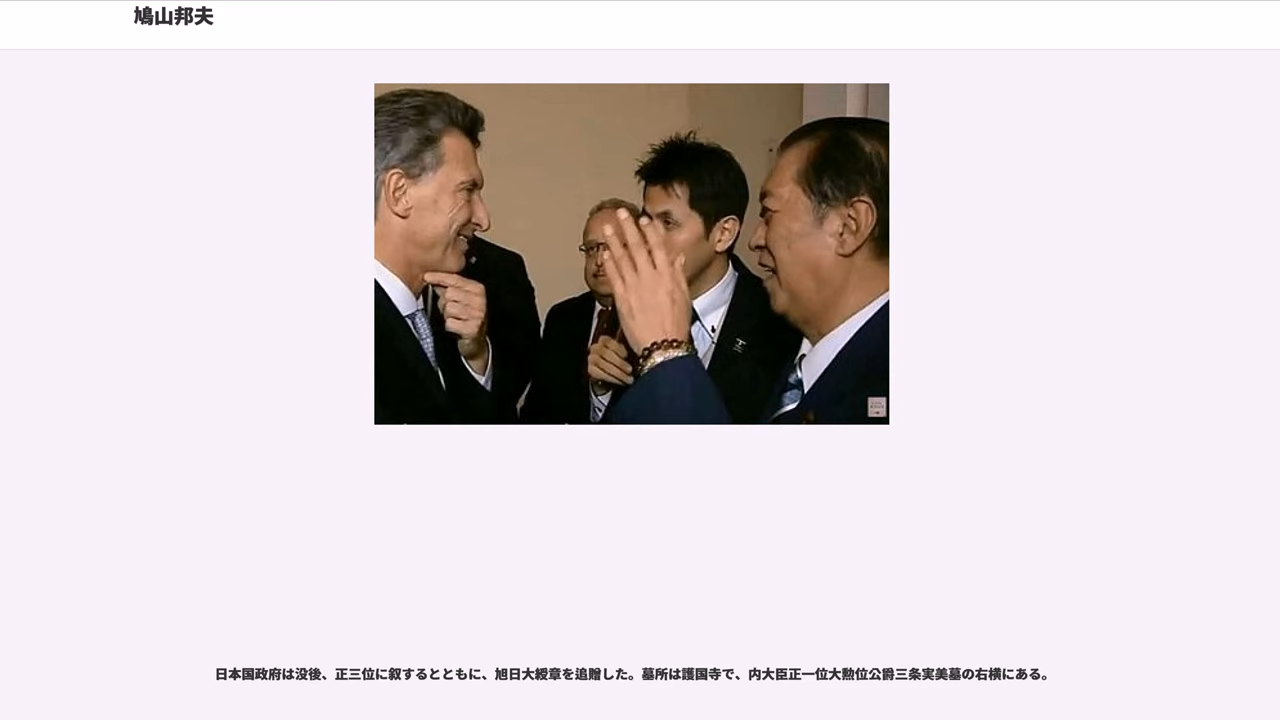 鳩山邦夫
日本国政府は没後、正三位に叙するとともに、旭日大綬章を追贈した。墓所は護国寺で、内大臣正一位大勲位公爵三条実美墓の右横にある。